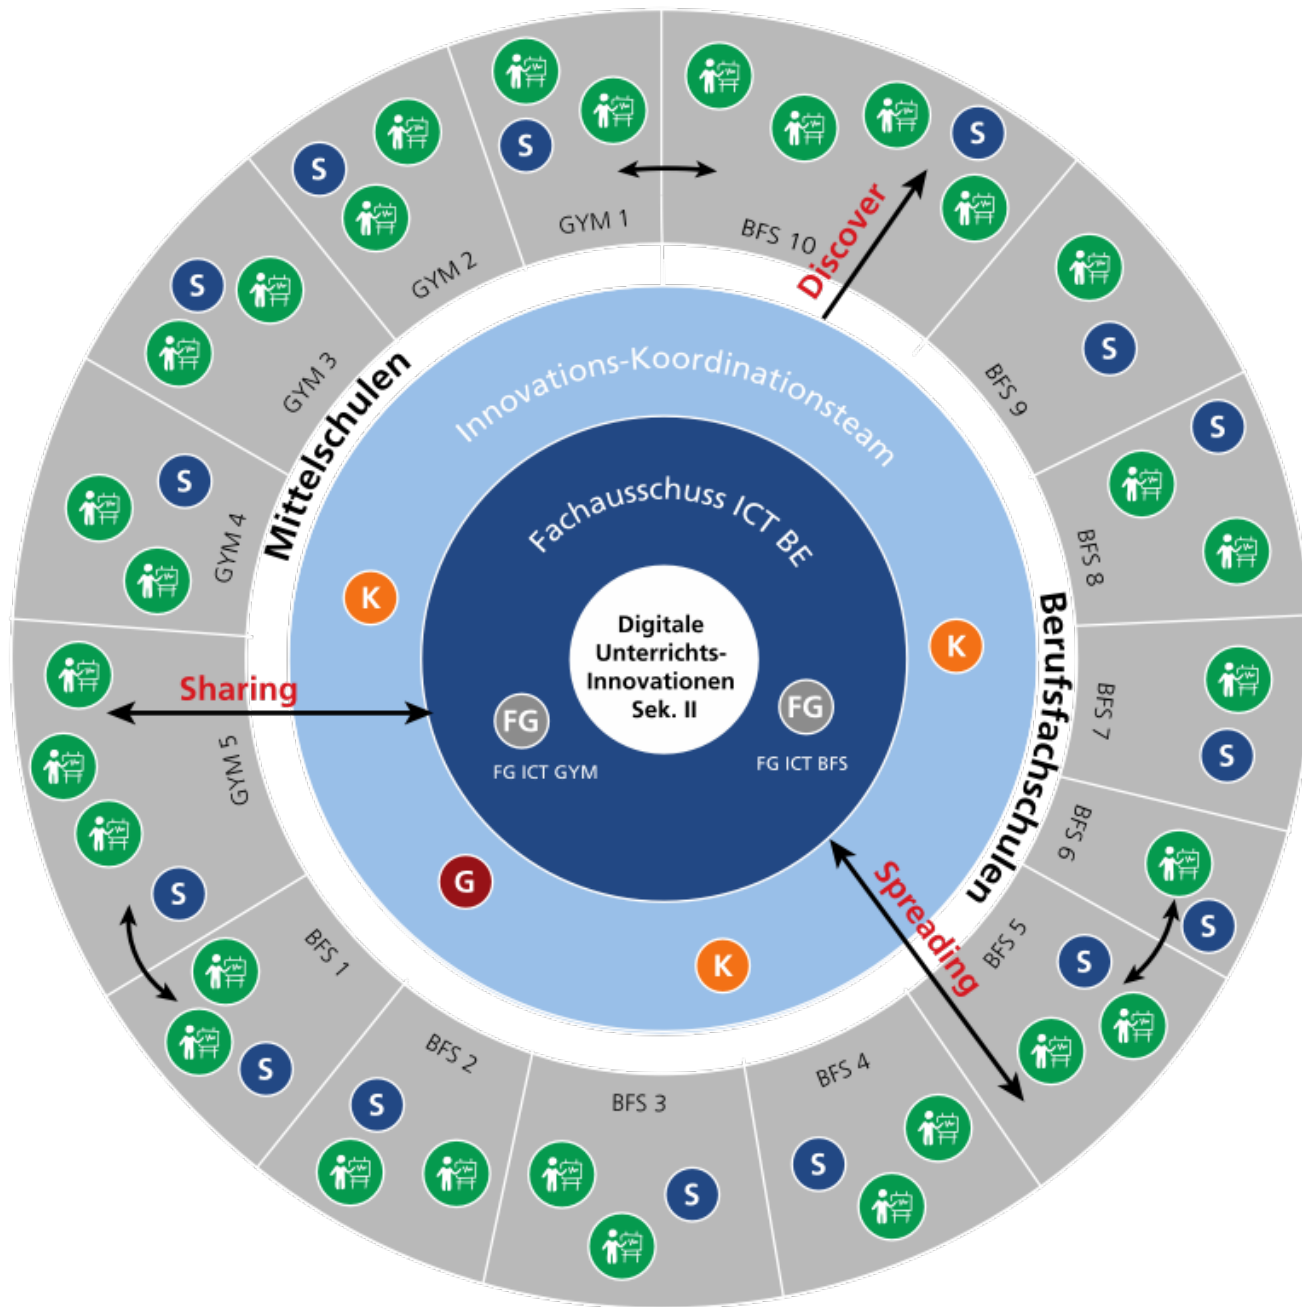 GYM 1
S
BFS 10
S
Discover
BFS 9
S
BFS 8
S
BFS 7
S
BFS 6
S
BFS 5
S
BFS 4
S
BFS 3
S
BFS 2
S
BFS 1
S
GYM 5
S
Sharing
GYM 4
S
GYM 3
S
GYM 2
S
Mittelschulen
Berufsfachschulen
Spreading
Innovations-Koordinationsteam
K
K
K
G
Fachausschuss ICT BE
Digitale
Unterrichts-
Innovationen
Sek. II
FG
FG ICT GYM
FG
FG ICT BFS